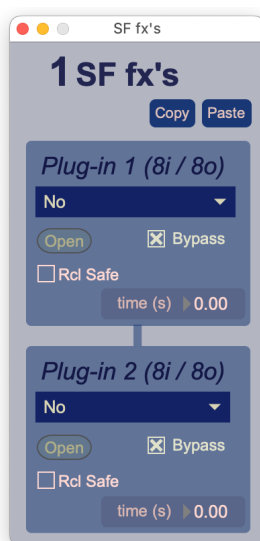 SF fx's
1 SF fx's
Copy Paste
Plug-in 1 (8i / 8o)
No
Open Bypass
Rcl Safe
time (s) 0.00
Plug-in 2 (8i / 8o)
No
Open Bypass
Rcl Safe
time (s) 0.00